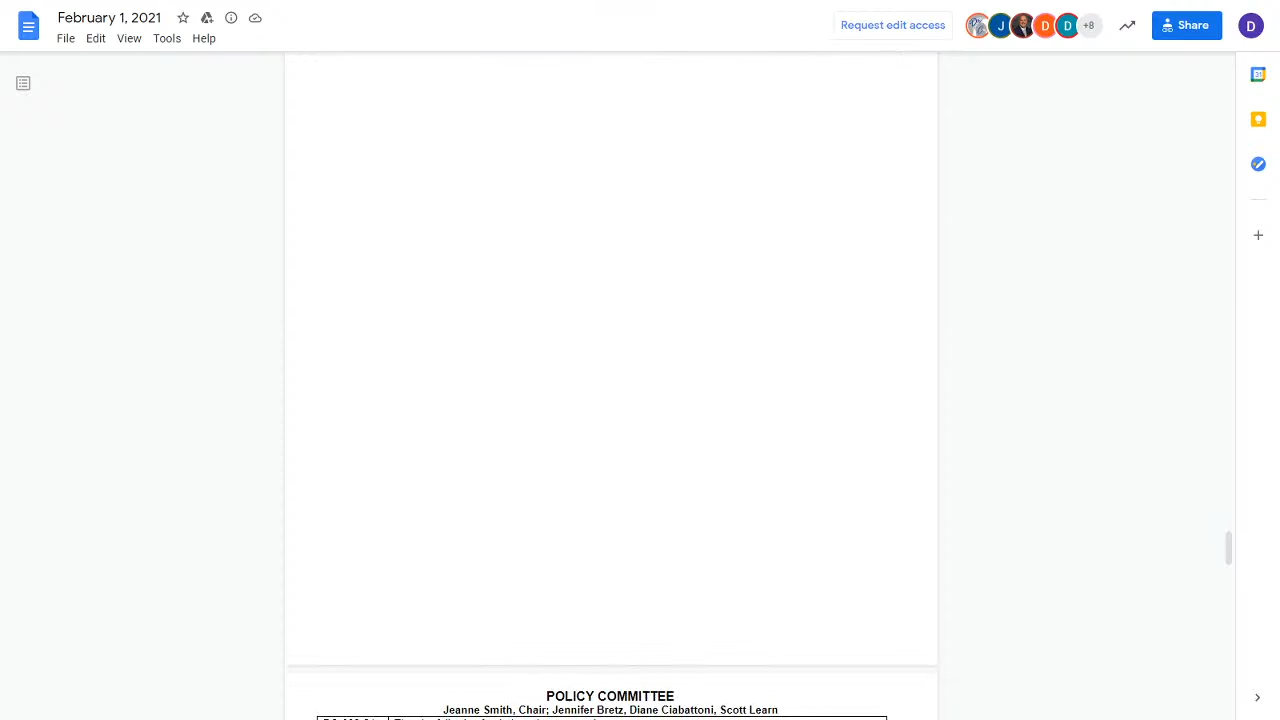 February 1, 2021
File Edit View Tools Help
Request edit access
J
D
D
+8
Share
D
31
POLICY COMMITTEE
Jeanne Smith, Chair; Jennifer Bretz, Diane Ciabattoni, Scott Learn